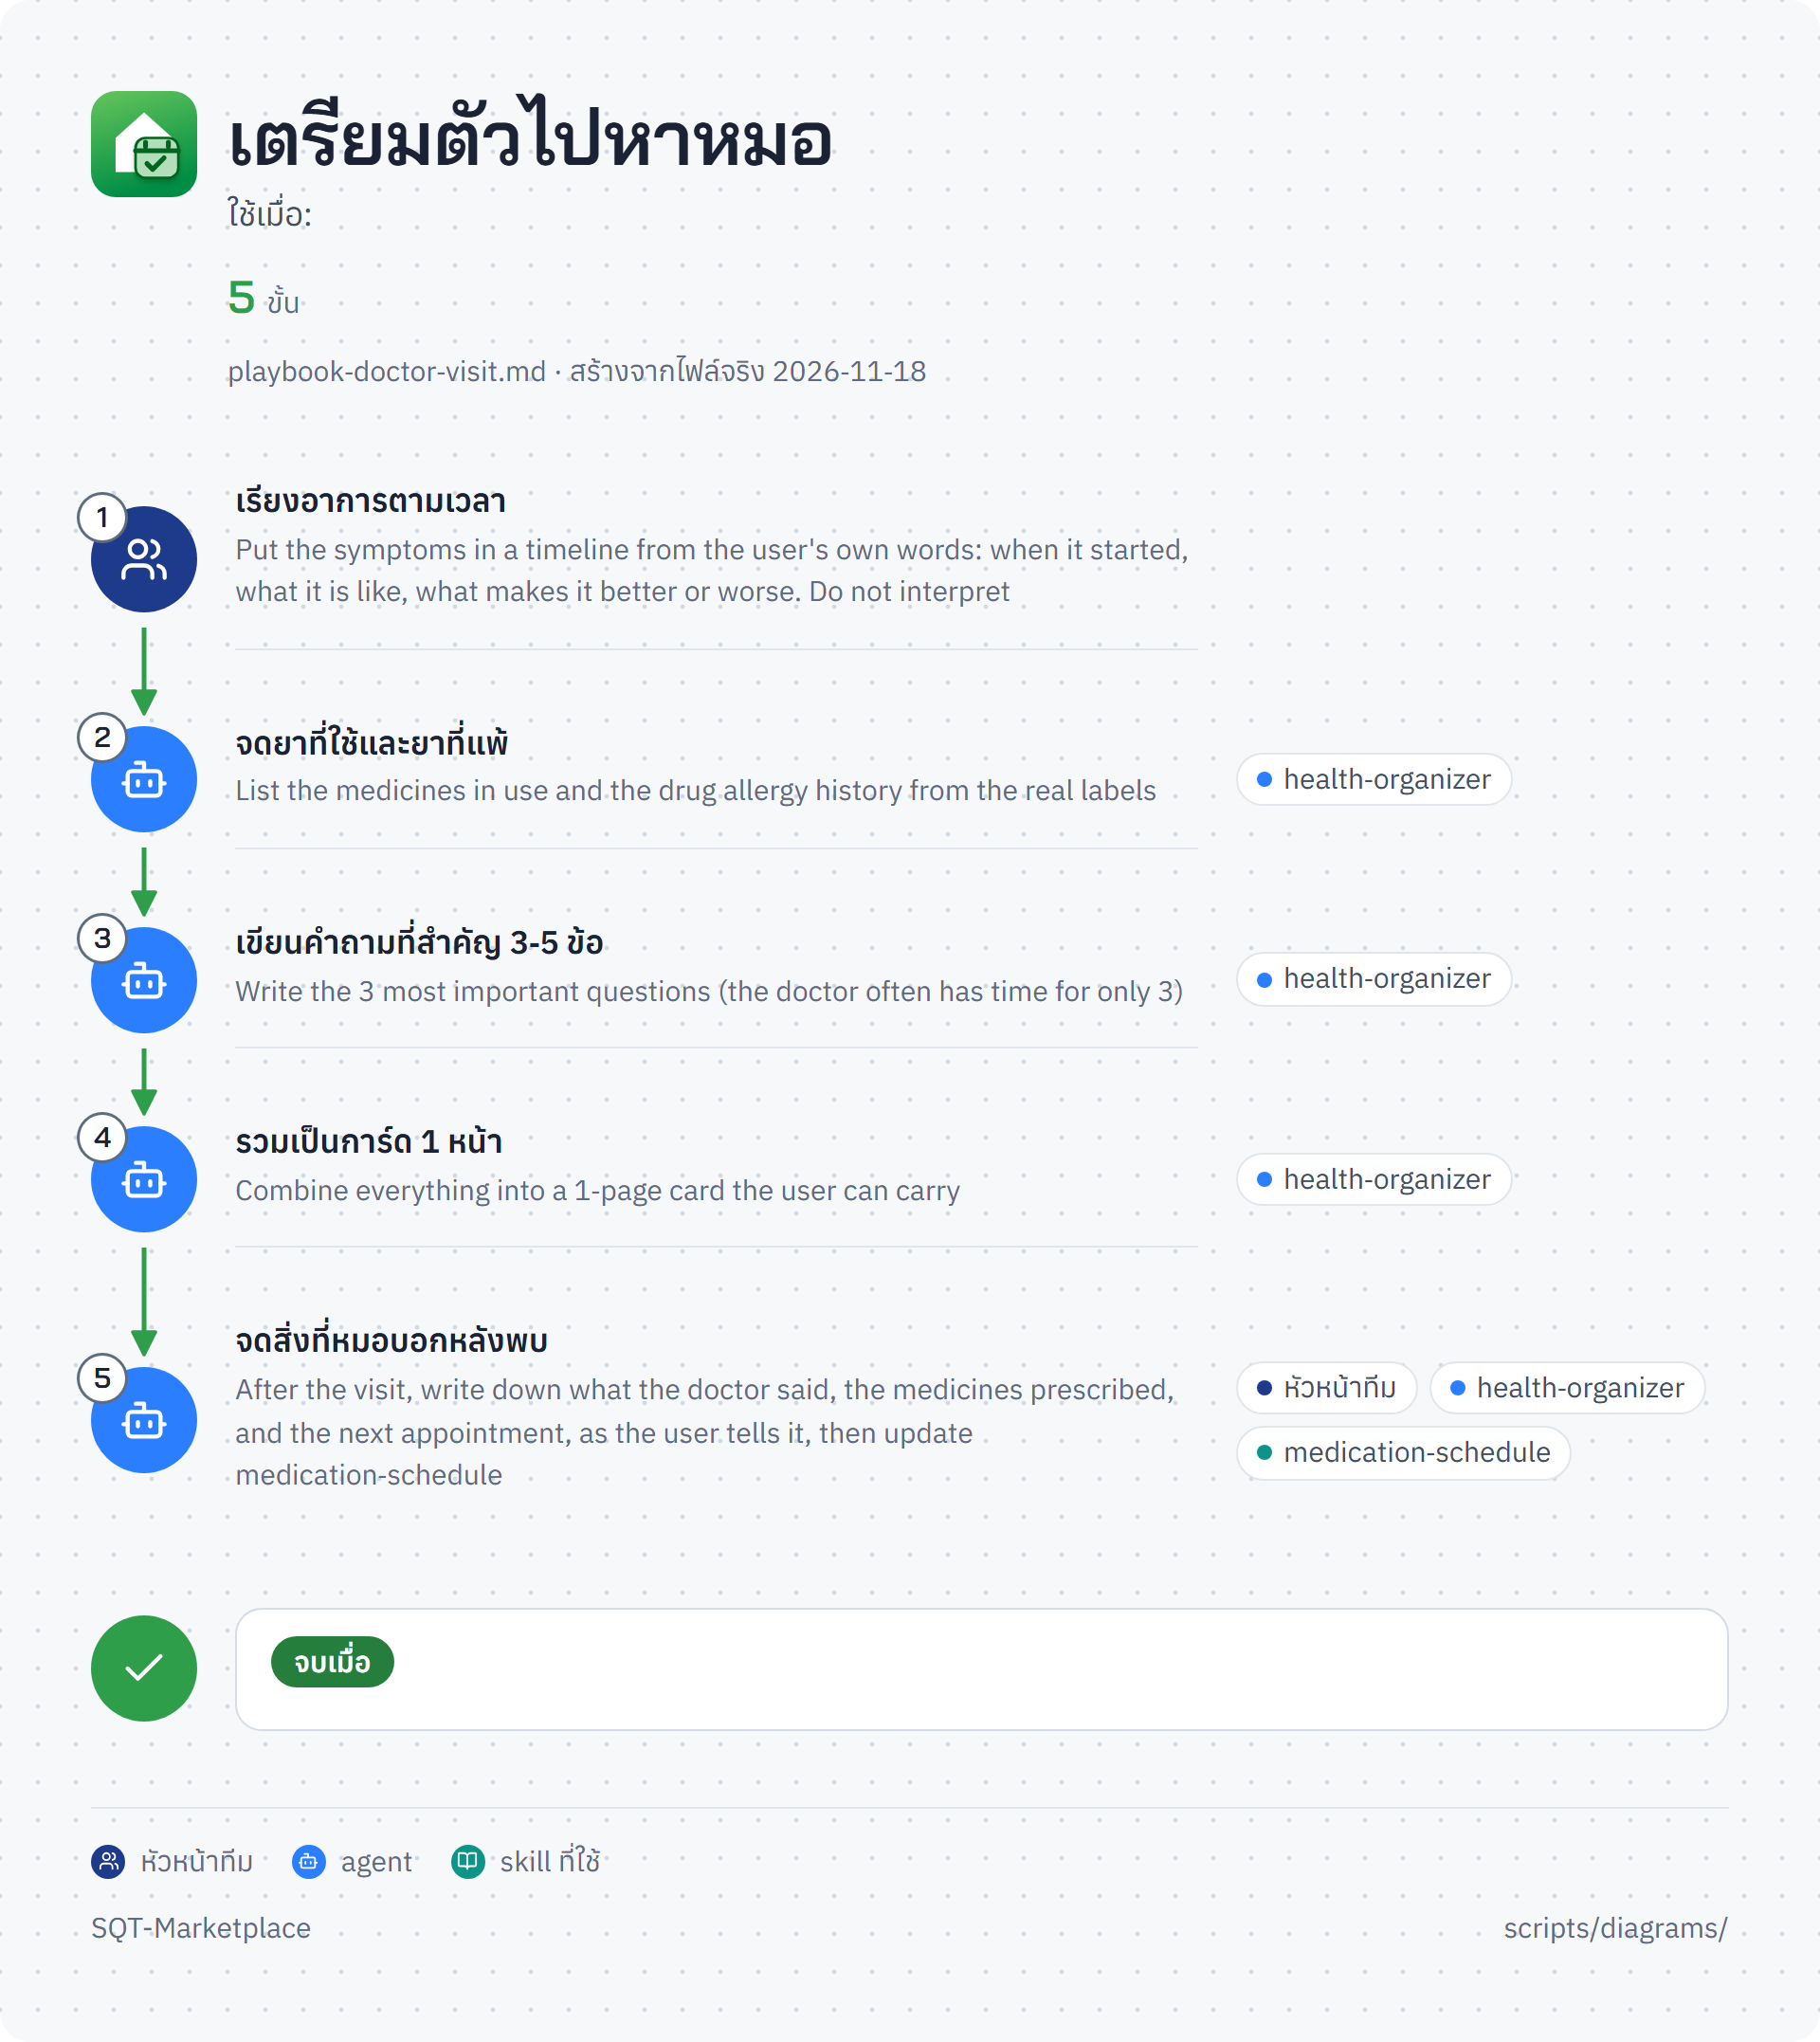 เตรียมตัวไปหาหมอ
ใช้เมื่อ:
5 ขั้น
playbook-doctor-visit.md · สร้างจากไฟล์จริง 2026-11-18
1
เรียงอาการตามเวลา
Put the symptoms in a timeline from the user's own words: when it started,
what it is like, what makes it better or worse. Do not interpret
2
จดยาที่ใช้และยาที่แพ้
List the medicines in use and the drug allergy history from the real labels
health-organizer
3
เขียนคำถามที่สำคัญ 3-5 ข้อ
Write the 3 most important questions (the doctor often has time for only 3)
health-organizer
4
รวมเป็นการ์ด 1 หน้า
Combine everything into a 1-page card the user can carry
health-organizer
5
จดสิ่งที่หมอบอกหลังพบ
After the visit, write down what the doctor said, the medicines prescribed,
and the next appointment, as the user tells it, then update
medication-schedule
หัวหน้าทีม health-organizer
medication-schedule
จบเมื่อ
หัวหน้าทีม agent skill ที่ใช้
SQT-Marketplace scripts/diagrams/